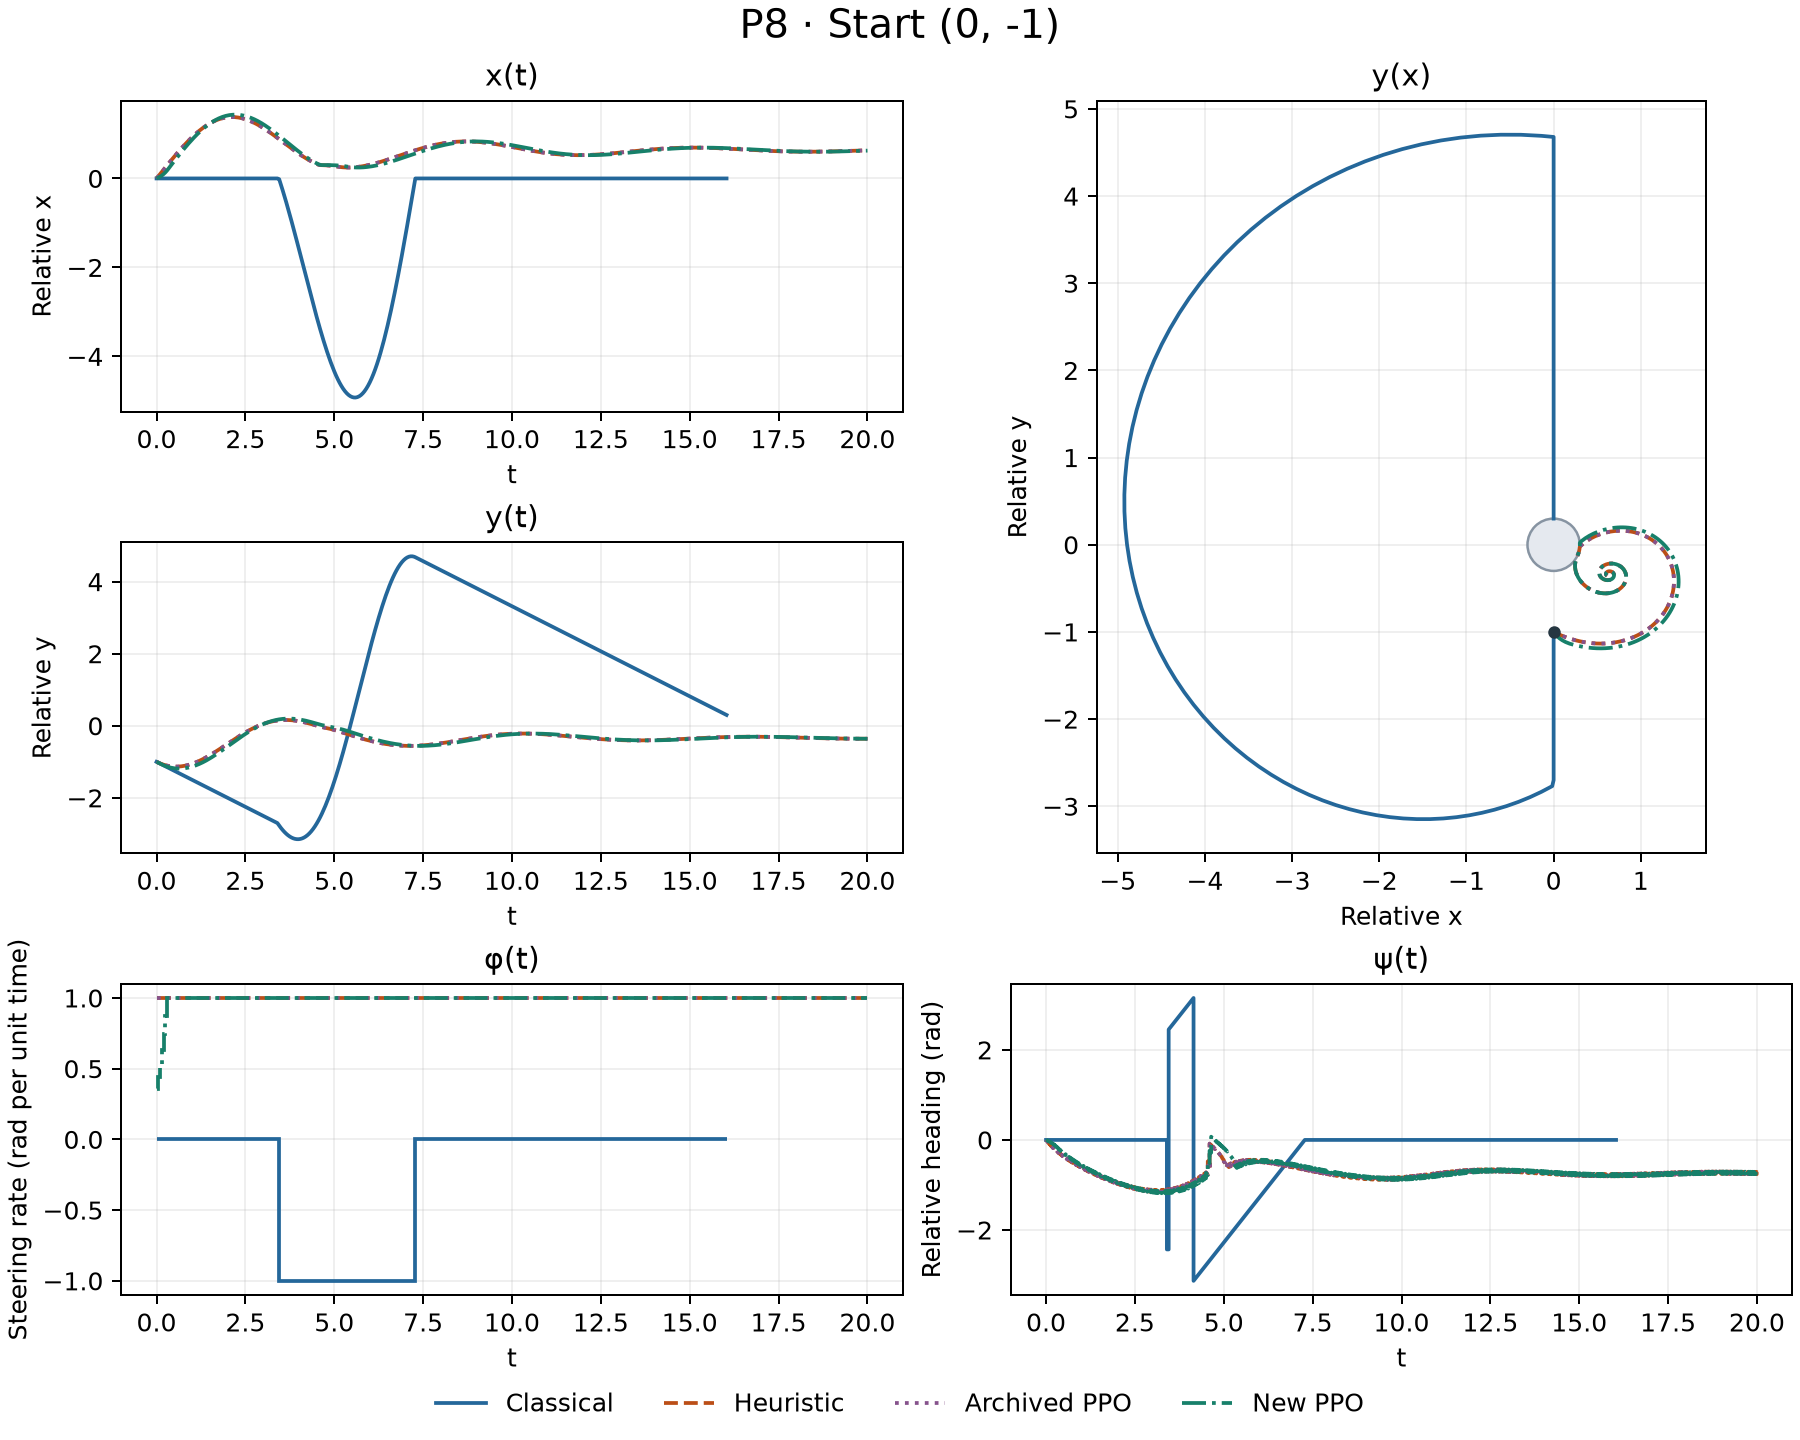 P8 · Start (0, -1)
x(t)
Relative x
0
−2
−4
0.0 2.5 5.0 7.5 10.0 12.5 15.0 17.5 20.0
t
y(x)
Relative y
5
4
3
2
1
0
−1
−2
−3
−5 −4 −3 −2 −1 0 1
Relative x
y(t)
Relative y
4
2
0
−2
0.0 2.5 5.0 7.5 10.0 12.5 15.0 17.5 20.0
t
φ(t)
Steering rate (rad per unit time)
1.0
0.5
0.0
−0.5
−1.0
0.0 2.5 5.0 7.5 10.0 12.5 15.0 17.5 20.0
t
ψ(t)
Relative heading (rad)
2
0
−2
0.0 2.5 5.0 7.5 10.0 12.5 15.0 17.5 20.0
t
Classical Heuristic Archived PPO New PPO